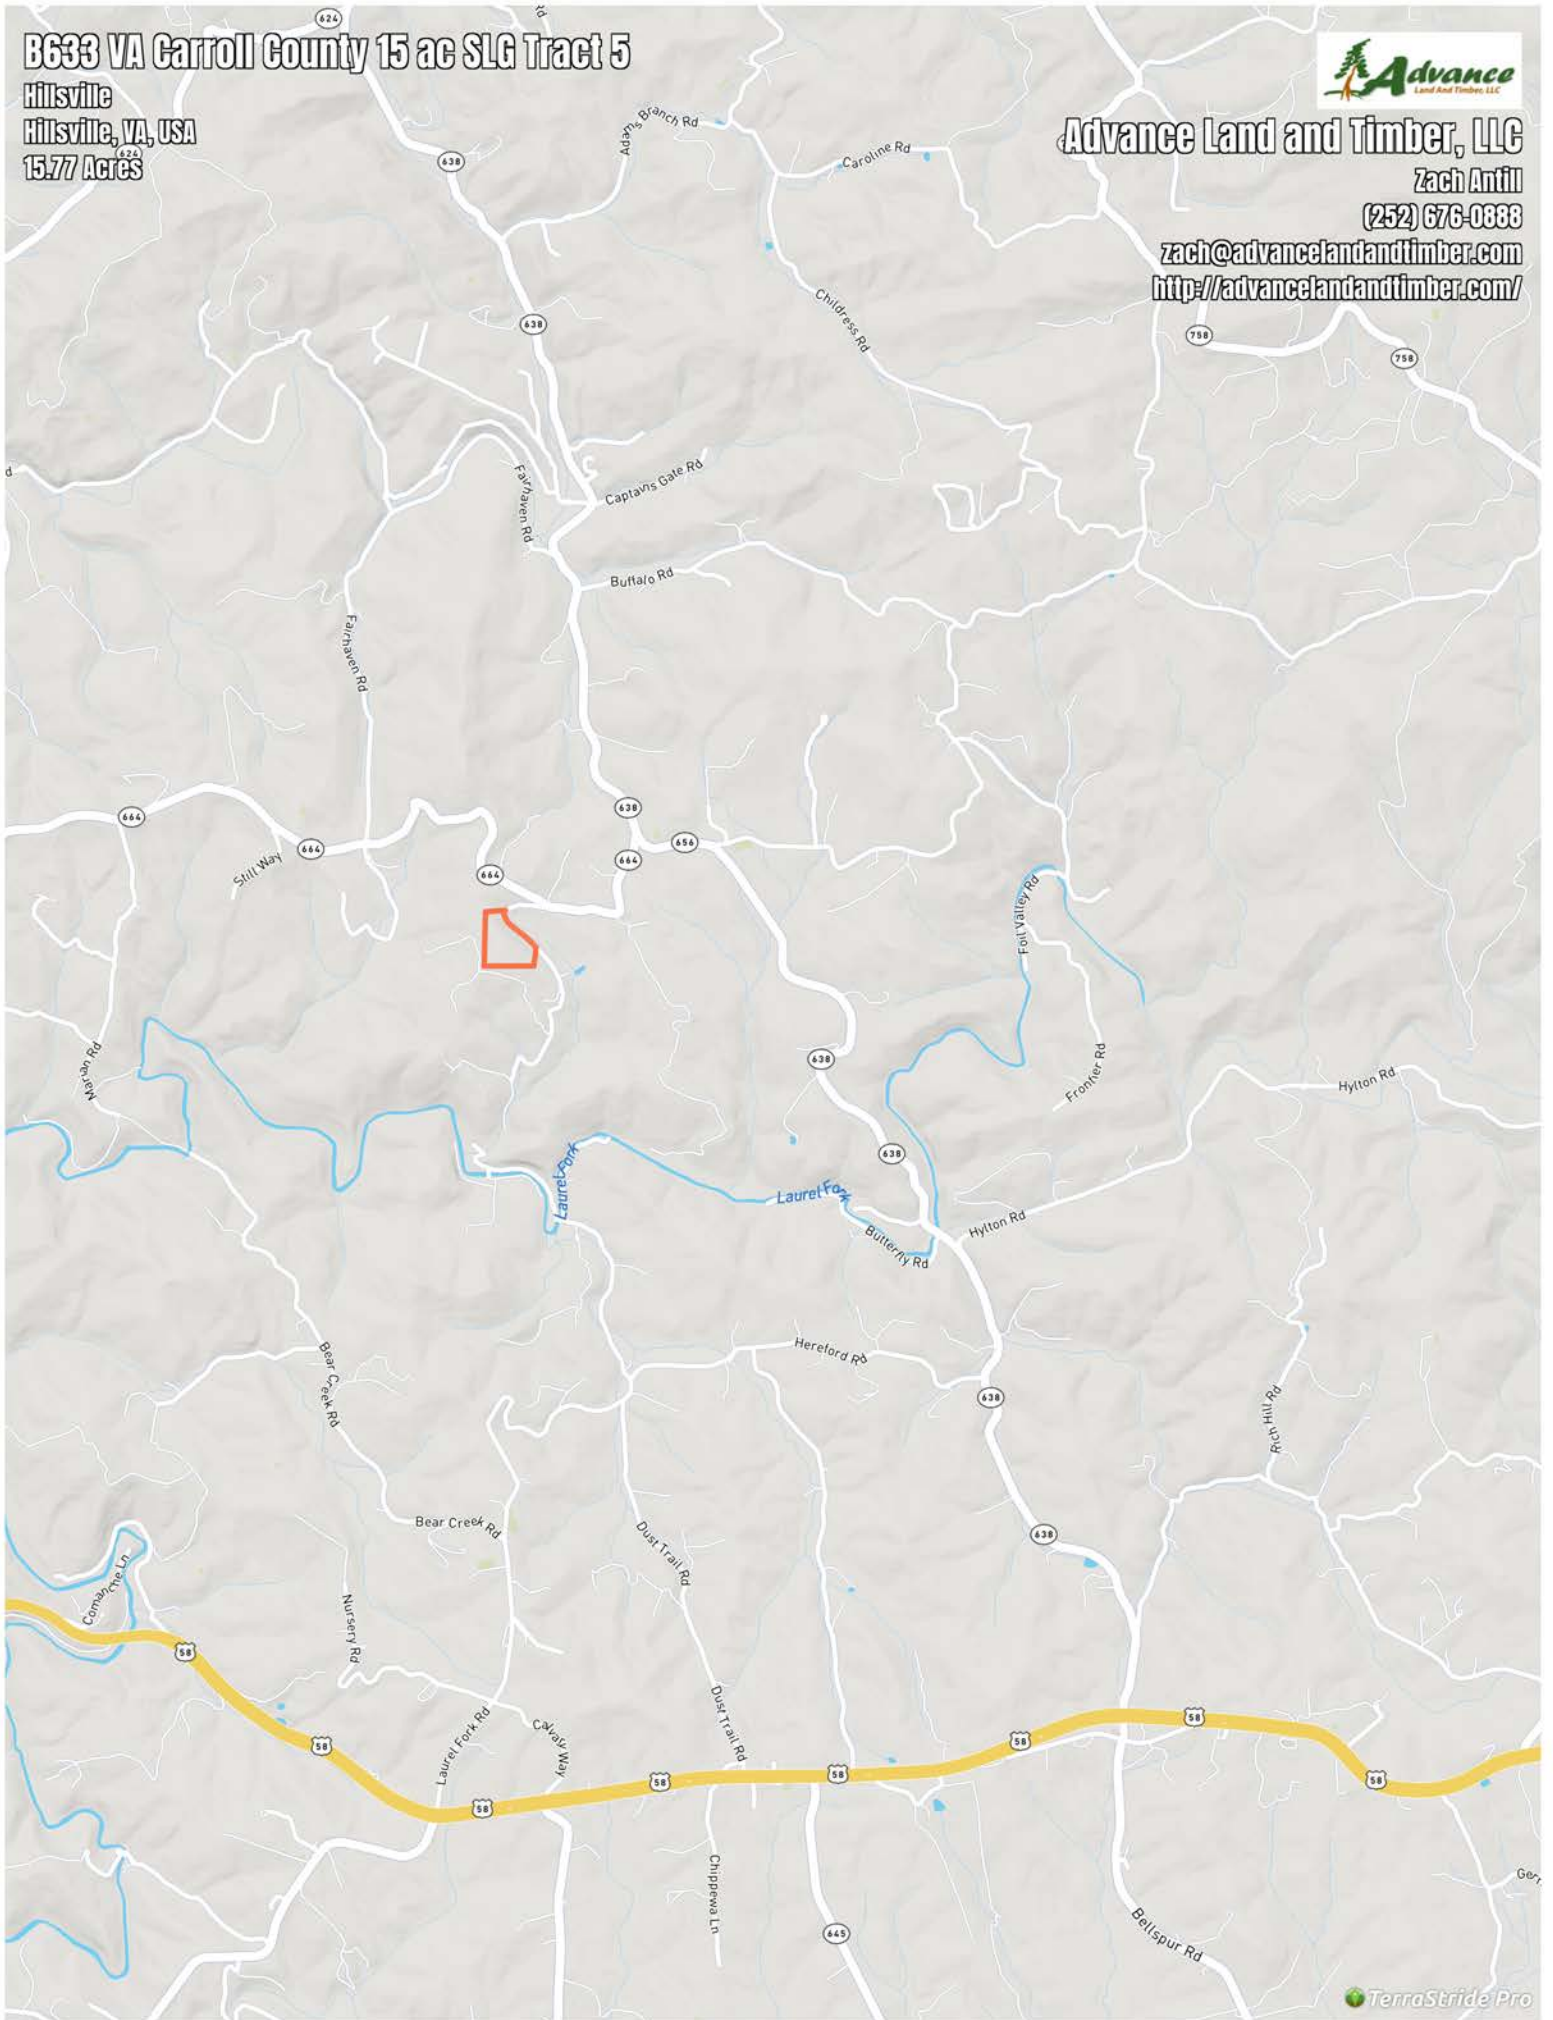 B633 VA Carroll County 15 ac SLG Tract 5
Hillsville
Hillsville, VA, USA
15.77 Acres
Advance
Land And Timber, LLC
Advance Land and Timber, LLC
Zach Antill
(252) 676-0888
zach@advancelandandtimber.com
http://advancelandandtimber.com/
624
Rd
624
638
Adams Branch Rd
Caroline Rd
638
Childress Rd
758
758
d
Fairhaven Rd
Captains Gate Rd
Buffalo Rd
Fairhaven Rd
664
638
664
656
664
Still Way
664
Foil Valley Rd
Marven Rd
638
Frontier Rd
Hylton Rd
638
Laurel Fork
Laurel Fork
Hylton Rd
Butterfly Rd
Hereford Rd
Bear Creek Rd
638
Rich Hill Rd
Bear Creek Rd
638
Dust Trail Rd
Comanche Ln
Nursery Rd
58
Dust Trail Rd
Laurel Fork Rd
Calvary Way
58
58
58
58
58
58
58
Chippewa Ln
645
Bellspur Rd
Gerr
TerraStride Pro